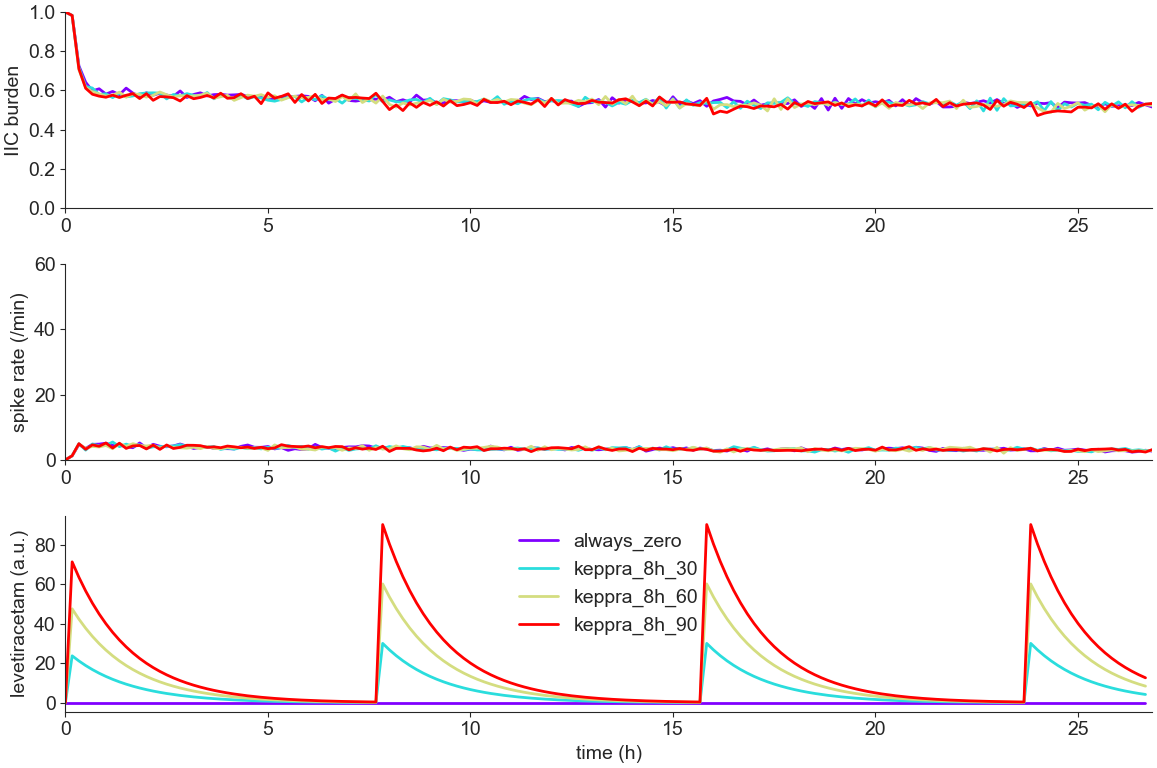 1.0
0.8
0.6
0.4
0.2
0.0
IIC burden
0 5 10 15 20 25
60
40
20
0
spike rate (/min)
0 5 10 15 20 25
80
60
40
20
0
levetiracetam (a.u.)
always_zero
keppra_8h_30
keppra_8h_60
keppra_8h_90
0 5 10 15 20 25
time (h)